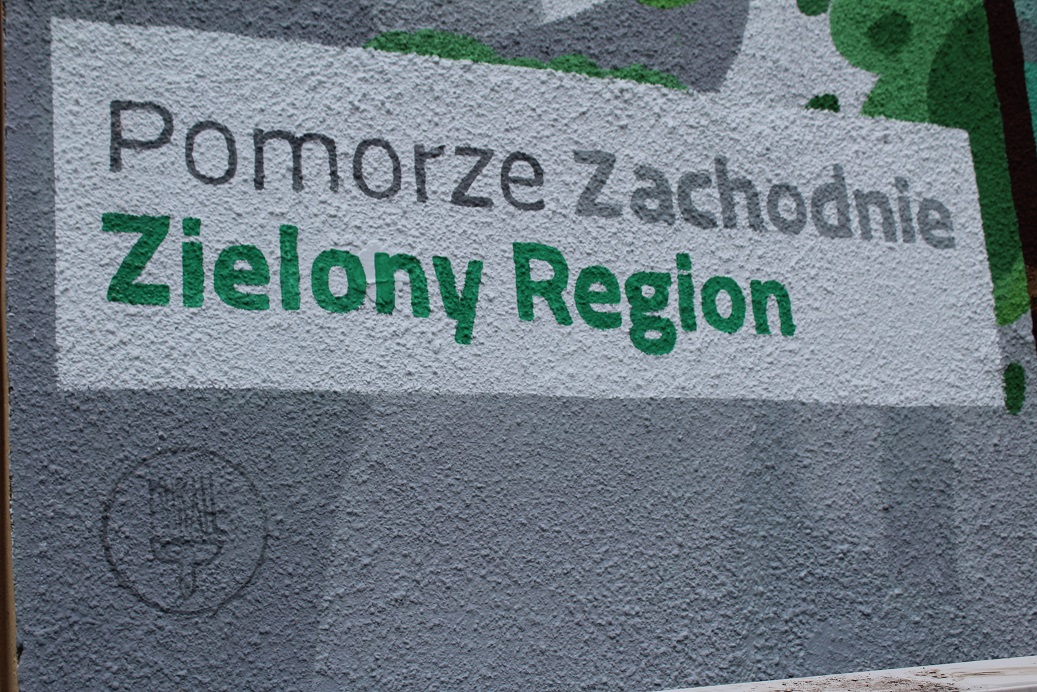 Pomorze Zachodnie
Zielony Region